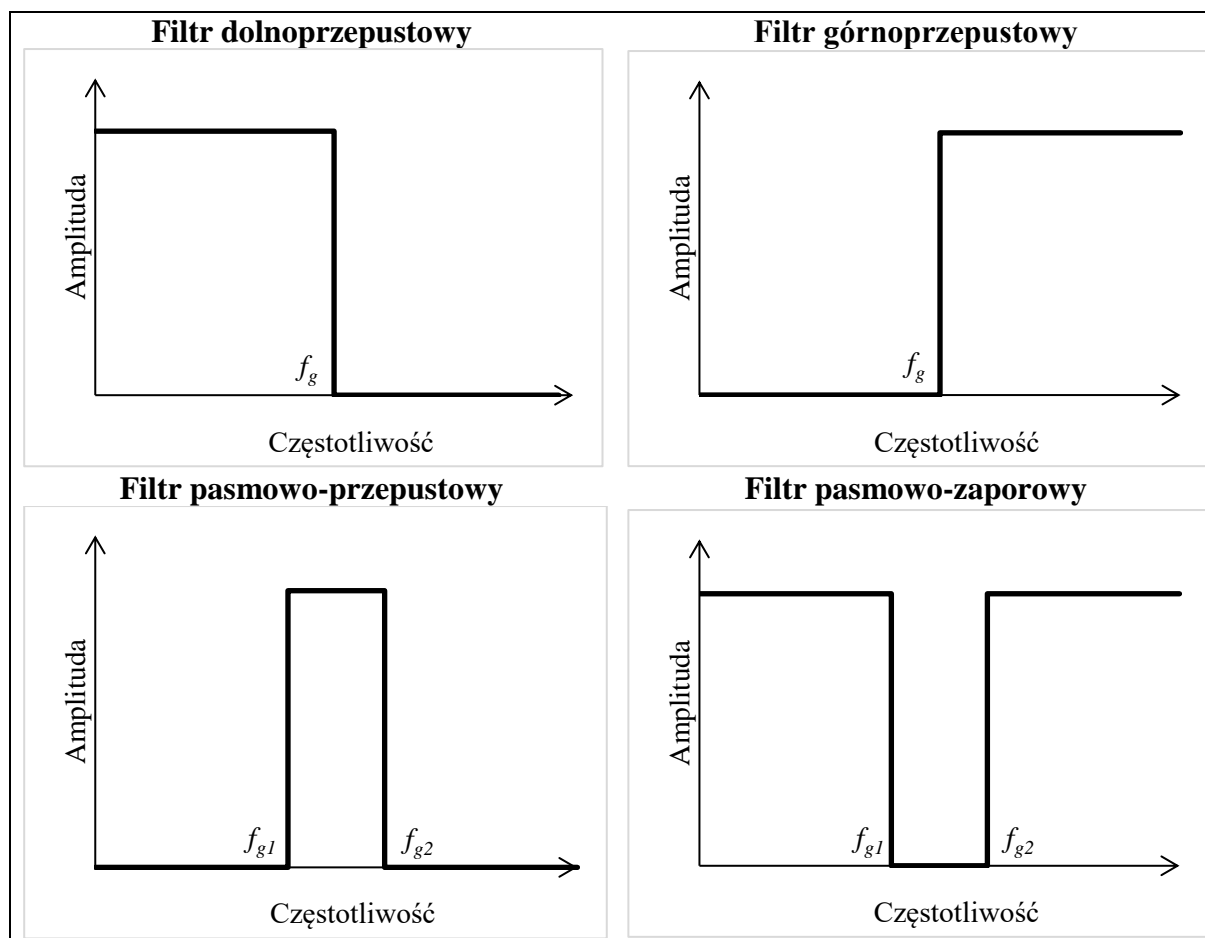 Filtr dolnoprzepustowy
Amplituda
f_g
Częstotliwość
Filtr górnoprzepustowy
Amplituda
f_g
Częstotliwość
Filtr pasmowo-przepustowy
Amplituda
f_g1
f_g2
Częstotliwość
Filtr pasmowo-zaporowy
Amplituda
f_g1
f_g2
Częstotliwość